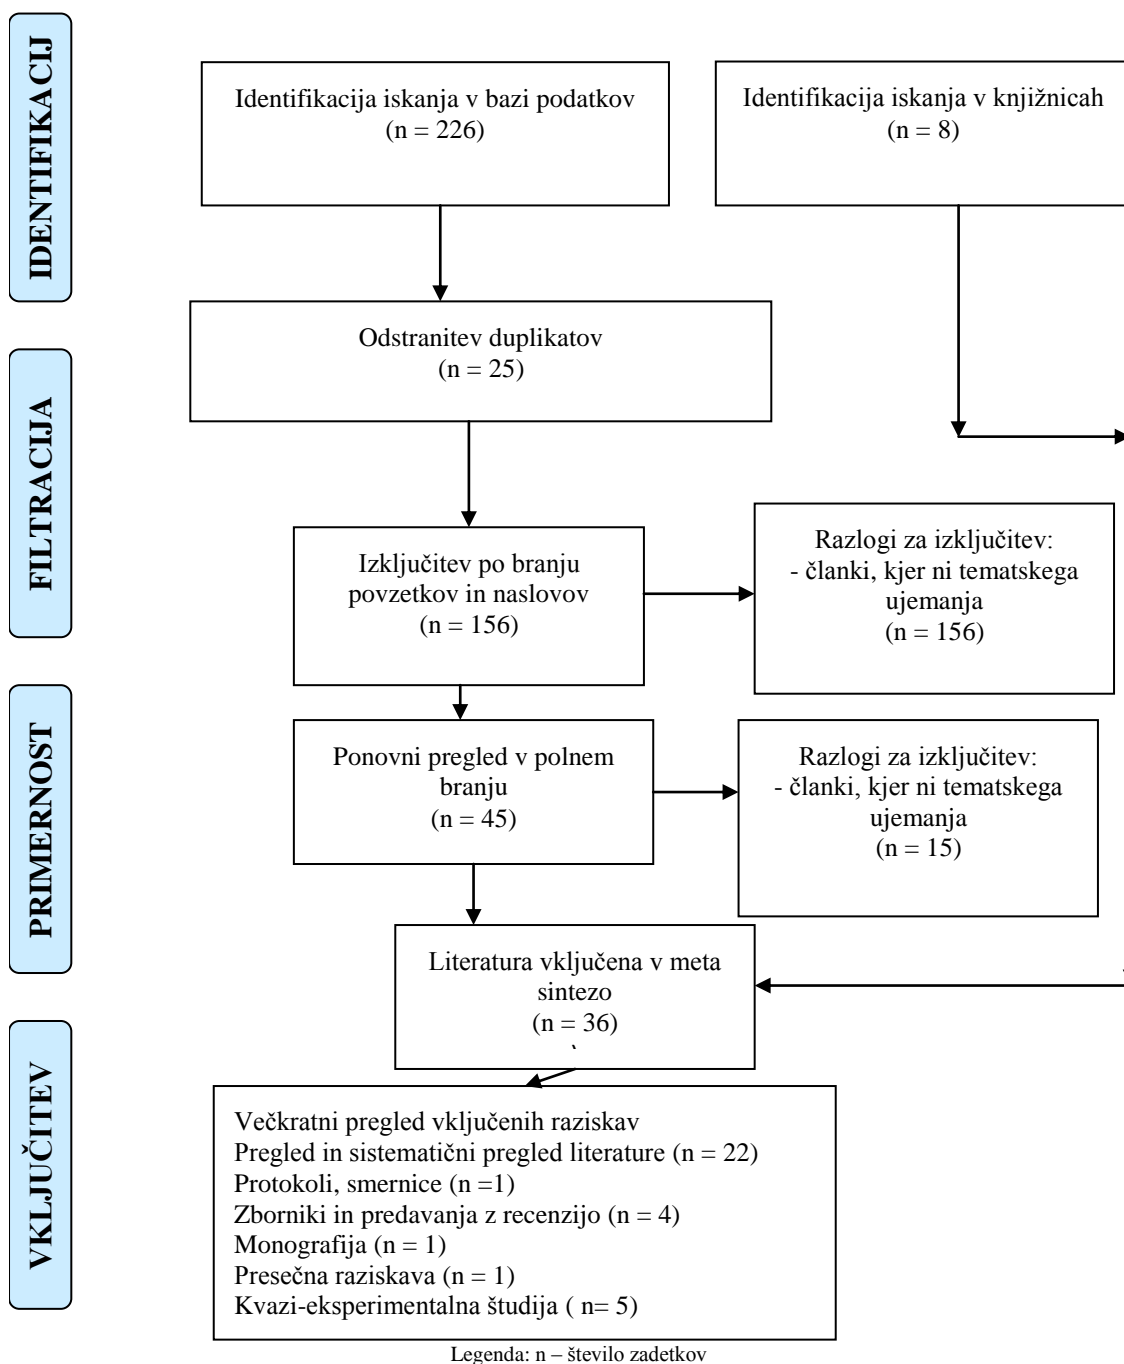 IDENTIFIKACIJ
Identifikacija iskanja v bazi podatkov
(n = 226)
Identifikacija iskanja v knjižnicah
(n = 8)
Odstranitev duplikatov
(n = 25)
FILTRACIJA
Izključitev po branju
povzetkov in naslovov
(n = 156)
Razlogi za izključitev:
- članki, kjer ni tematskega
ujemanja
(n = 156)
PRIMERNOST
Ponovni pregled v polnem
branju
(n = 45)
Razlogi za izključitev:
- članki, kjer ni tematskega
ujemanja
(n = 15)
Literatura vključena v meta
sintezo
(n = 36)
VKLJUČITEV
Večkratni pregled vključenih raziskav
Pregled in sistematični pregled literature (n = 22)
Protokoli, smernice (n =1)
Zborniki in predavanja z recenzijo (n = 4)
Monografija (n = 1)
Presečna raziskava (n = 1)
Kvazi-eksperimentalna študija ( n= 5)
Legenda: n – število zadetkov